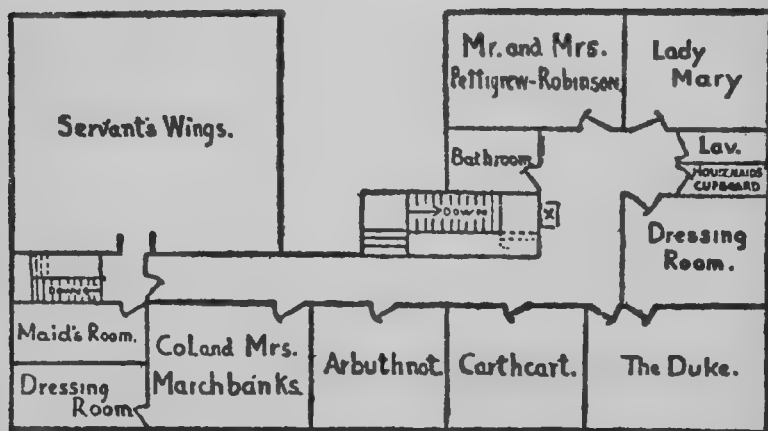 Servant's Wings.
Mr. and Mrs.
Pettigrew-Robinson.
Lady
Mary
Bathroom
Lav.
HOUSEMAIDS
CUPBOARD
DOWN
X
Dressing
Room.
DOWN
Maid's Room.
Dressing
Room
Col. and Mrs.
Marchbanks.
Arbuthnot.
Carthcart.
The Duke.